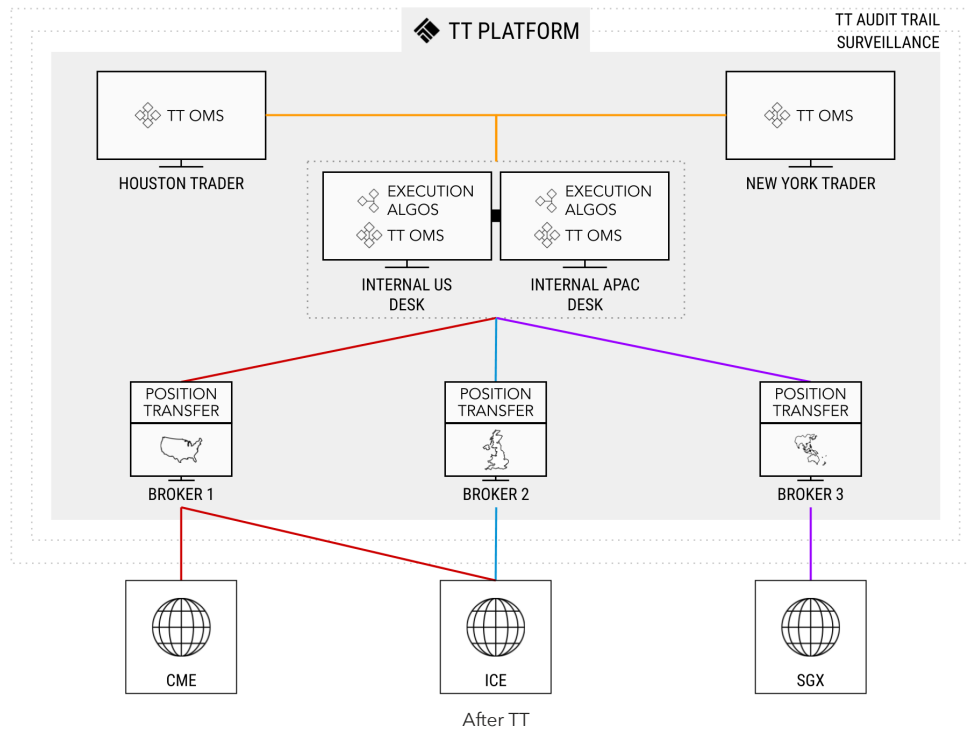 TT PLATFORM
TT AUDIT TRAIL
SURVEILLANCE
TT OMS
TT OMS
HOUSTON TRADER
NEW YORK TRADER
EXECUTION
ALGOS
TT OMS
EXECUTION
ALGOS
TT OMS
INTERNAL US
DESK
INTERNAL APAC
DESK
POSITION
TRANSFER
POSITION
TRANSFER
POSITION
TRANSFER
BROKER 1
BROKER 2
BROKER 3
CME
ICE
SGX
After TT